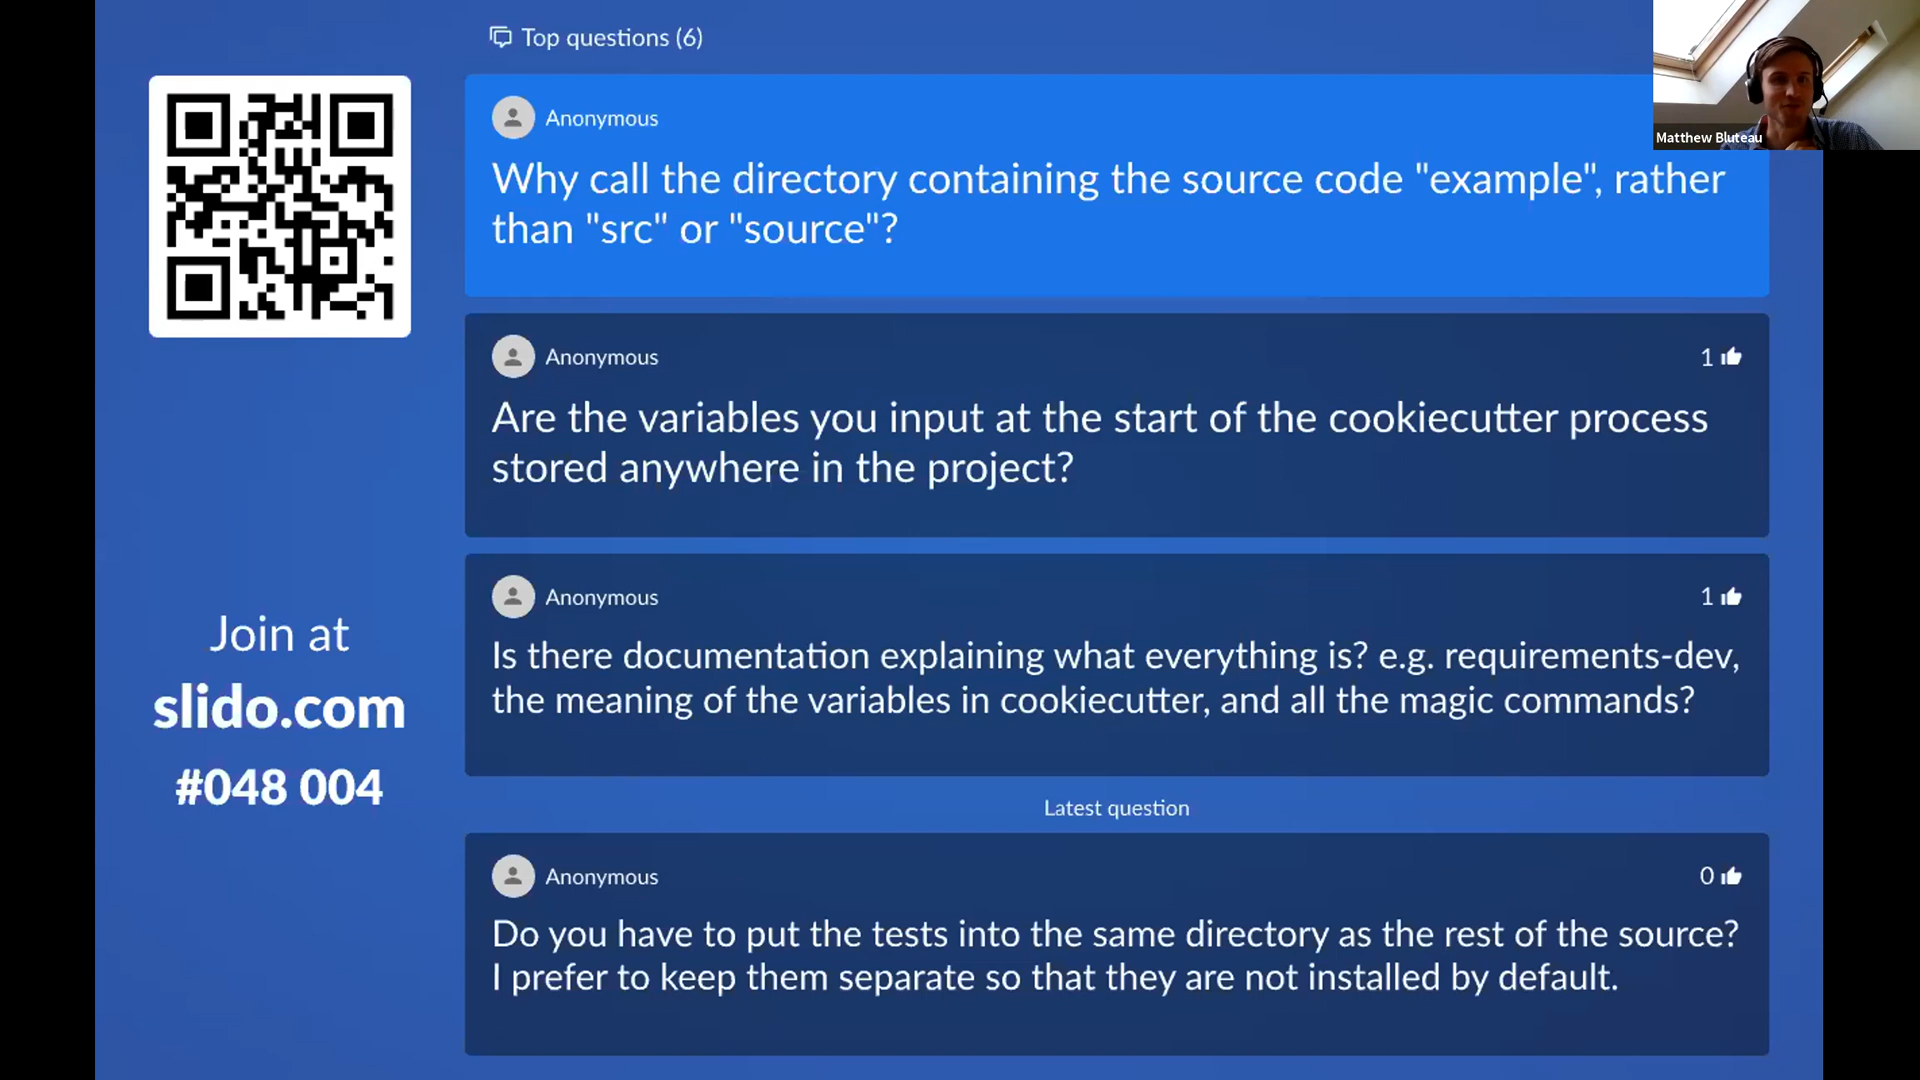 Top questions (6)
Anonymous
Why call the directory containing the source code "example", rather
than "src" or "source"?
Matthew Bluteau
Anonymous
1
Are the variables you input at the start of the cookiecutter process
stored anywhere in the project?
Anonymous
1
Is there documentation explaining what everything is? e.g. requirements-dev,
the meaning of the variables in cookiecutter, and all the magic commands?
Join at
slido.com
#048 004
Latest question
Anonymous
0
Do you have to put the tests into the same directory as the rest of the source?
I prefer to keep them separate so that they are not installed by default.